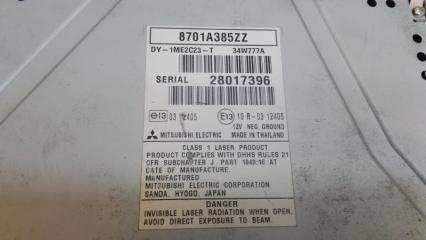 8701A385ZZ
DY-1ME2C23-T 34W777A
SERIAL 28017396
e13 03 12405 E13 10 R-03 12405
12V NEG. GROUND
MITSUBISHI ELECTRIC MADE IN THAILAND
CLASS 1 LASER PRODUCT
PRODUCT COMPLIES WITH DHHS RULES 21
CFR SUBCHAPTER J PART 1040:10 AT
DATE OF MANUFACTURE.
MANUFACTURED
MITZUBISHI ELECTRIC CORPORATION
SANDA, HYOGO, JAPAN
DANGER
INVISIBLE LASER RADIATION WHEN OPEN.
AVOID DIRECT EXPOSURE TO BEAM.